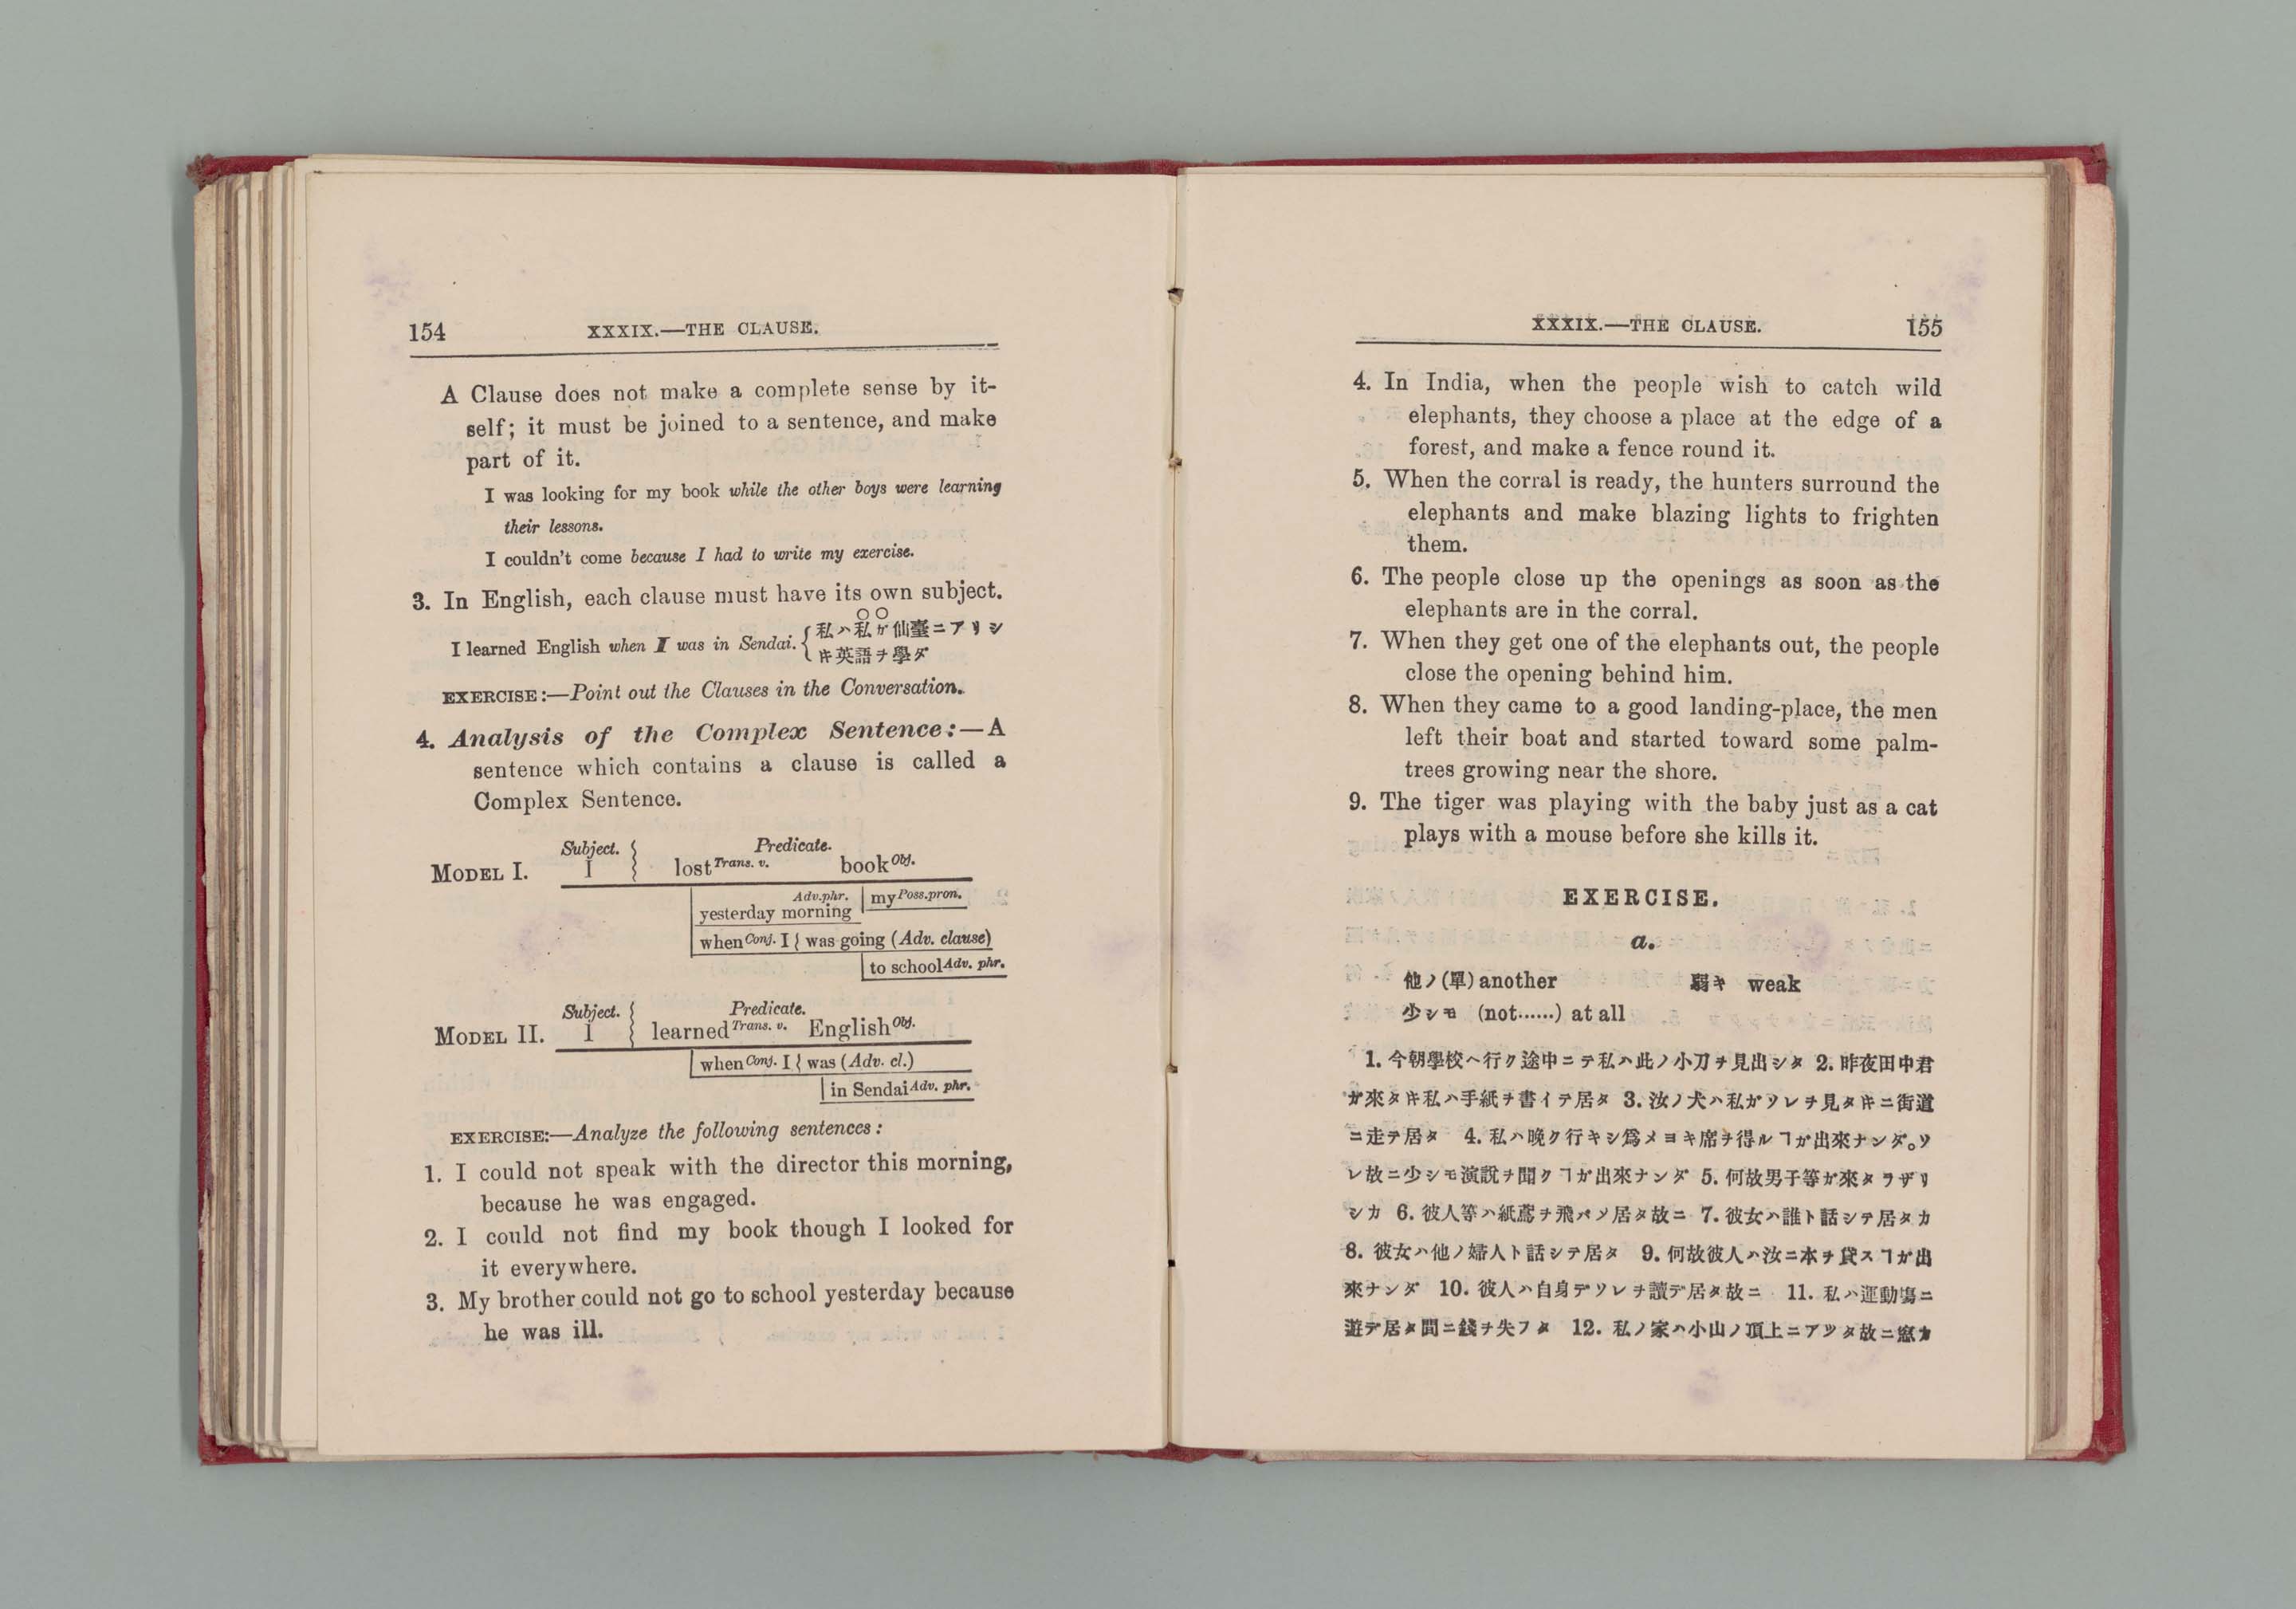 154 XXXIX.—THE CLAUSE.
A Clause does not make a complete sense by it-
self; it must be joined to a sentence, and make
part of it.
I was looking for my book while the other boys were learning
their lessons.
I couldn't come because I had to write my exercise.
3. In English, each clause must have its own subject.
I learned English when I was in Sendai. { 私ハ私ガ仙臺ニアリシ
𪜈英語ヲ學ダ
EXERCISE:—Point out the Clauses in the Conversation.
4. Analysis of the Complex Sentence:—A
sentence which contains a clause is called a
Complex Sentence.
Subject. Predicate.
MODEL I. I lost Trans. v. book Obj.
Adv.phr. my Poss.pron.
yesterday morning
when Conj. I { was going (Adv. clause)
to school Adv. phr.
Subject. Predicate.
MODEL II. I learned Trans. v. English Obj.
when Conj. I { was (Adv. cl.)
in Sendai Adv. phr.
EXERCISE:—Analyze the following sentences:
1. I could not speak with the director this morning,
because he was engaged.
2. I could not find my book though I looked for
it everywhere.
3. My brother could not go to school yesterday because
he was ill.
XXXIX.—THE CLAUSE. 155
4. In India, when the people wish to catch wild
elephants, they choose a place at the edge of a
forest, and make a fence round it.
5. When the corral is ready, the hunters surround the
elephants and make blazing lights to frighten
them.
6. The people close up the openings as soon as the
elephants are in the corral.
7. When they get one of the elephants out, the people
close the opening behind him.
8. When they came to a good landing-place, the men
left their boat and started toward some palm-
trees growing near the shore.
9. The tiger was playing with the baby just as a cat
plays with a mouse before she kills it.
EXERCISE.
a.
他ノ(單) another 弱キ weak
少シモ (not......) at all
1. 今朝學校ヘ行ク途中ニテ私ハ此ノ小刀ヲ見出シタ 2. 昨夜田中君
ガ來タ𪜈私ハ手紙ヲ書イテ居タ 3. 汝ノ犬ハ私ガソレヲ見タ𪜈ニ街道
ニ走テ居タ 4. 私ハ晩ク行キシ爲メヨキ席ヲ得ルヿガ出來ナンダ。ソ
レ故ニ少シモ演說ヲ聞クヿガ出來ナンダ 5. 何故男子等ガ來タラザリ
シカ 6. 彼人等ハ紙鳶ヲ飛バソ居タ故ニ 7. 彼女ハ誰ト話シテ居タカ
8. 彼女ハ他ノ婦人ト話シテ居タ 9. 何故彼人ハ汝ニ本ヲ貸スヿガ出
來ナンダ 10. 彼人ハ自身デソレヲ讀デ居タ故ニ 11. 私ハ運動塲ニ
遊デ居タ間ニ錢ヲ失フタ 12. 私ノ家ハ小山ノ頂上ニアツタ故ニ窓カ